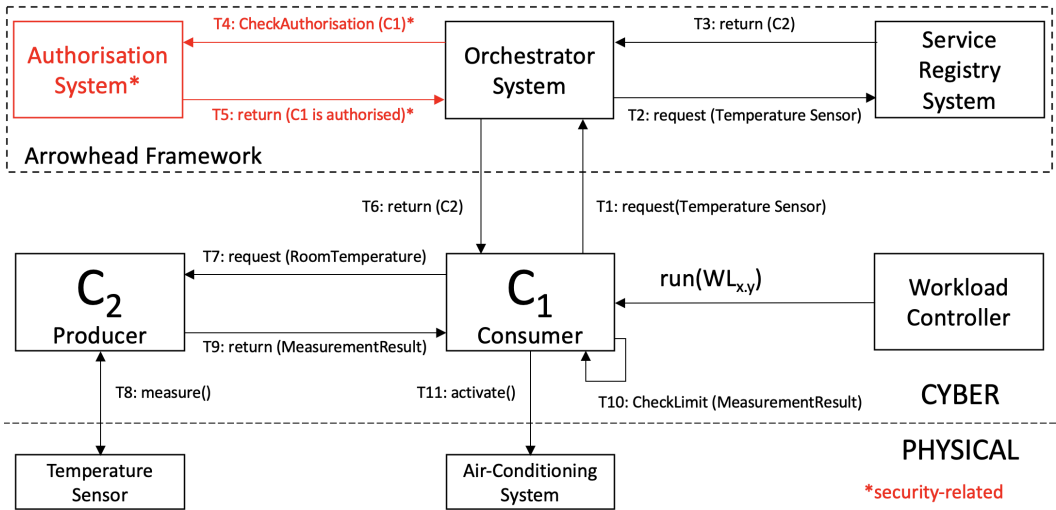 T4: CheckAuthorisation (C1)*
T3: return (C2)
Authorisation
System*
Orchestrator
System
Service
Registry
System
T5: return (C1 is authorised)*
T2: request (Temperature Sensor)
Arrowhead Framework
T6: return (C2)
T1: request(Temperature Sensor)
T7: request (RoomTemperature)
C2
Producer
C1
Consumer
run(WLx.y)
Workload
Controller
T9: return (MeasurementResult)
T8: measure()
T11: activate()
T10: CheckLimit (MeasurementResult)
CYBER
PHYSICAL
Temperature
Sensor
Air-Conditioning
System
*security-related